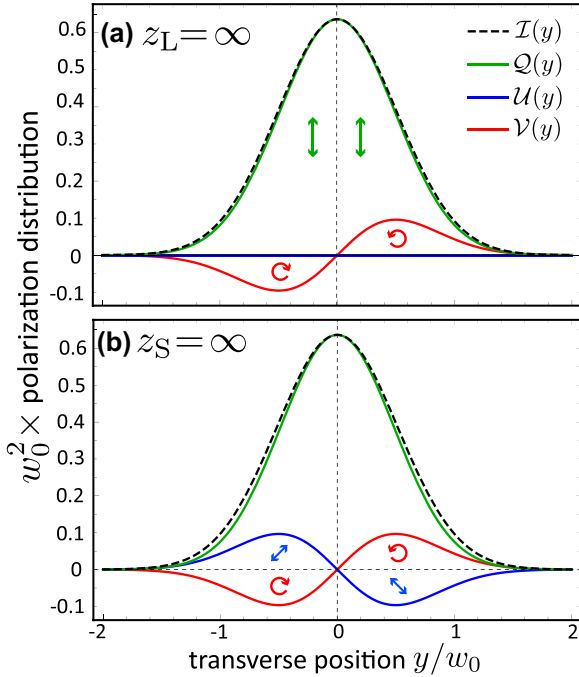 (a) z_L = ∞
I(y)
Q(y)
U(y)
V(y)
0.6
0.5
0.4
0.3
0.2
0.1
0
-0.1
(b) z_S = ∞
0.6
0.5
0.4
0.3
0.2
0.1
0
-0.1
-2
-1
0
1
2
w_0^2 × polarization distribution
transverse position y/w_0